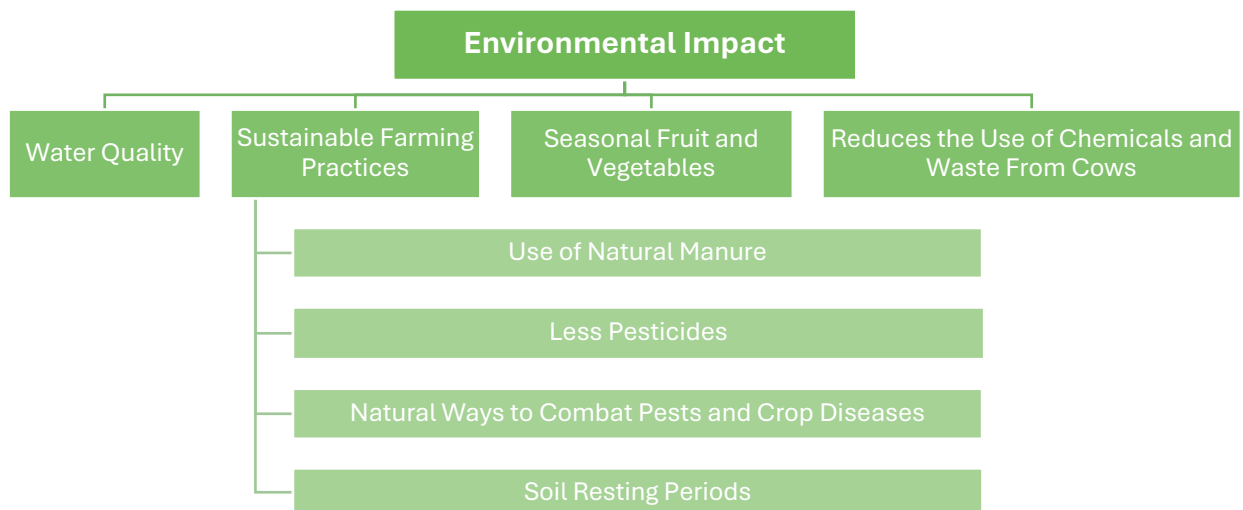 Environmental Impact
Water Quality
Sustainable Farming
Practices
Seasonal Fruit and
Vegetables
Reduces the Use of Chemicals and
Waste From Cows
Use of Natural Manure
Less Pesticides
Natural Ways to Combat Pests and Crop Diseases
Soil Resting Periods